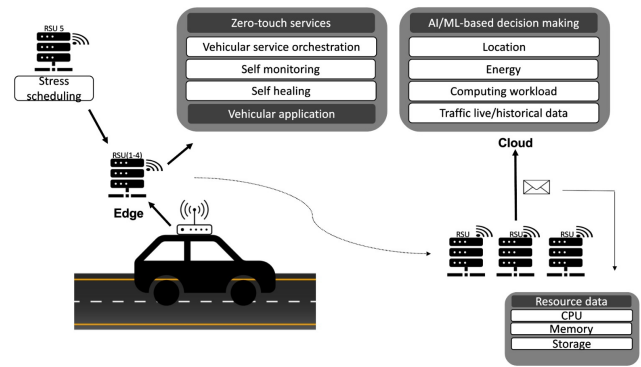 RSU 5
Stress
scheduling
Zero-touch services
Vehicular service orchestration
Self monitoring
Self healing
Vehicular application
AI/ML-based decision making
Location
Energy
Computing workload
Traffic live/historical data
Cloud
RSU(1-4)
Edge
RSU
RSU
RSU
Resource data
CPU
Memory
Storage